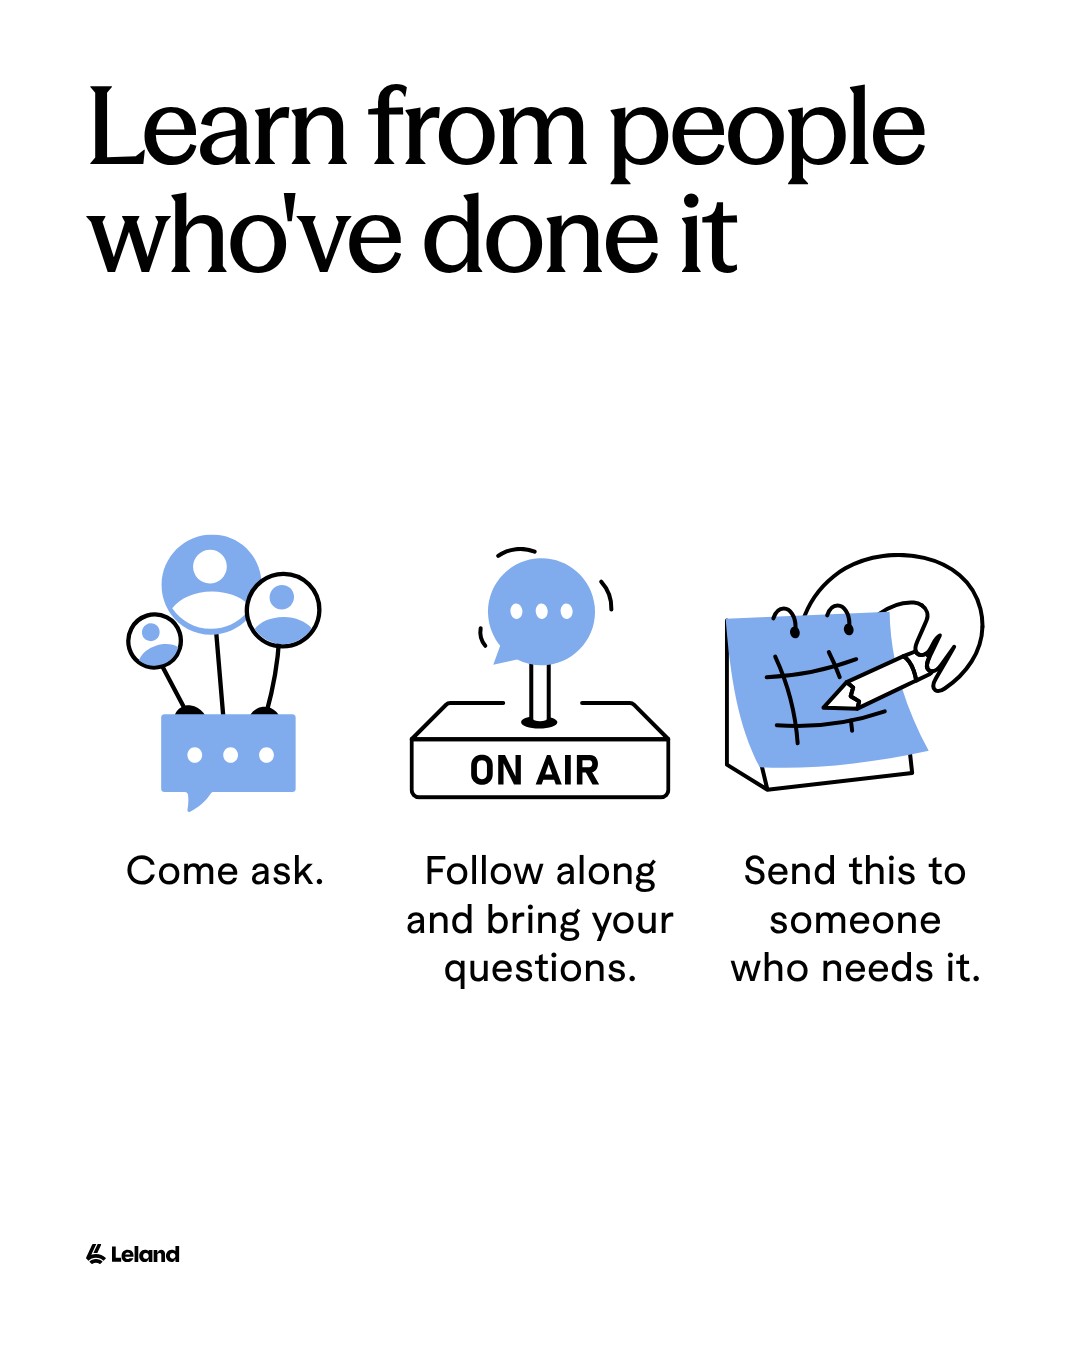 Learn from people
who've done it
ON AIR
Come ask.
Follow along
and bring your
questions.
Send this to
someone
who needs it.
Leland